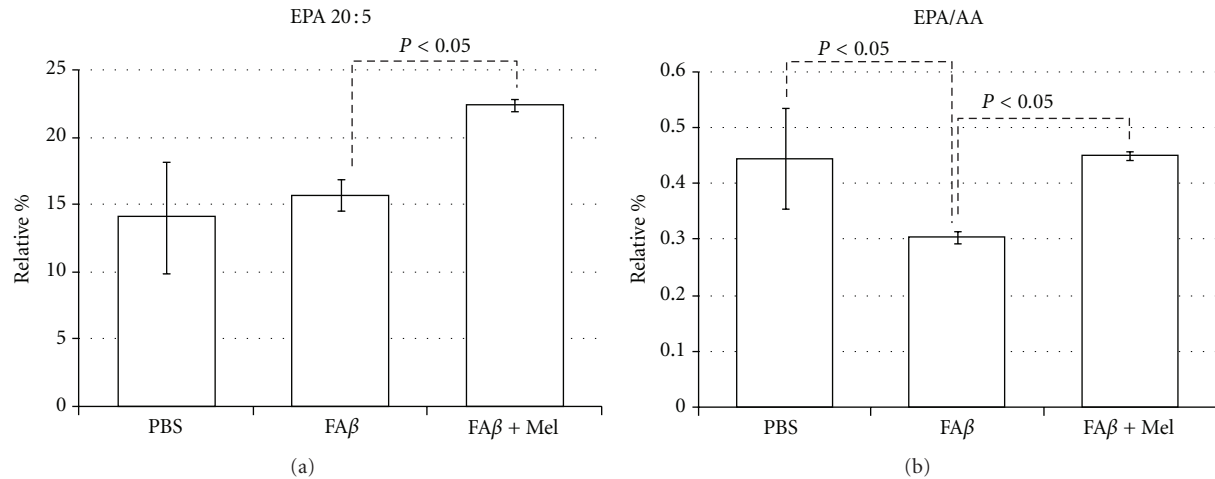 EPA 20:5
P < 0.05
25
20
15
10
5
0
Relative %
PBS
FAβ
FAβ + Mel
(a)
EPA/AA
P < 0.05
P < 0.05
0.6
0.5
0.4
0.3
0.2
0.1
0
Relative %
PBS
FAβ
FAβ + Mel
(b)